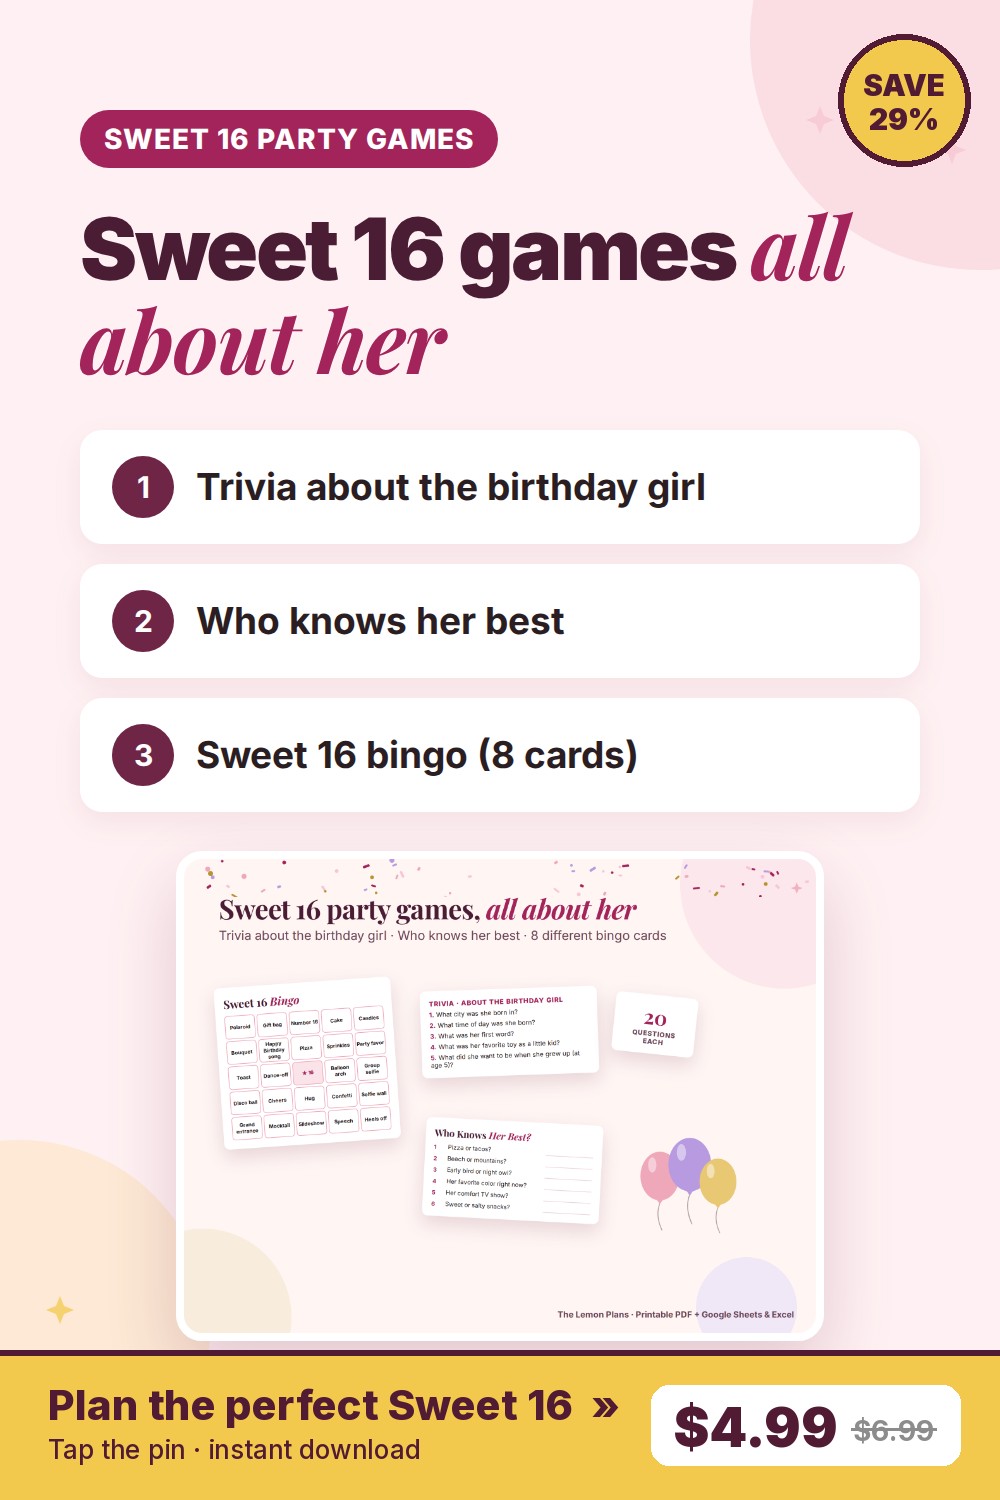 SAVE
29%
SWEET 16 PARTY GAMES
Sweet 16 games all
about her
1 Trivia about the birthday girl
2 Who knows her best
3 Sweet 16 bingo (8 cards)
Sweet 16 party games, all about her
Trivia about the birthday girl · Who knows her best · 8 different bingo cards
Sweet 16 Bingo
Polaroid Gift bag Number 16 Cake Candles
Bouquet Happy Birthday song Pizza Sprinkles Party favor
Toast Dance-off ★ 16 Balloon arch Group selfie
Disco ball Cheers Hug Confetti Selfie wall
Grand entrance Mocktail Slideshow Speech Heels off
TRIVIA · ABOUT THE BIRTHDAY GIRL
1. What city was she born in?
2. What time of day was she born?
3. What was her first word?
4. What was her favorite toy as a little kid?
5. What did she want to be when she grow up (at
age 5)?
20
QUESTIONS
EACH
Who Knows Her Best?
1 Pizza or tacos?
2 Beach or mountains?
3 Early bird or night owl?
4 Her favorite color right now?
5 Her comfort TV show?
6 Sweet or salty snacks?
The Lemon Plans · Printable PDF + Google Sheets & Excel
Plan the perfect Sweet 16 »
Tap the pin · instant download
$4.99 $6.99